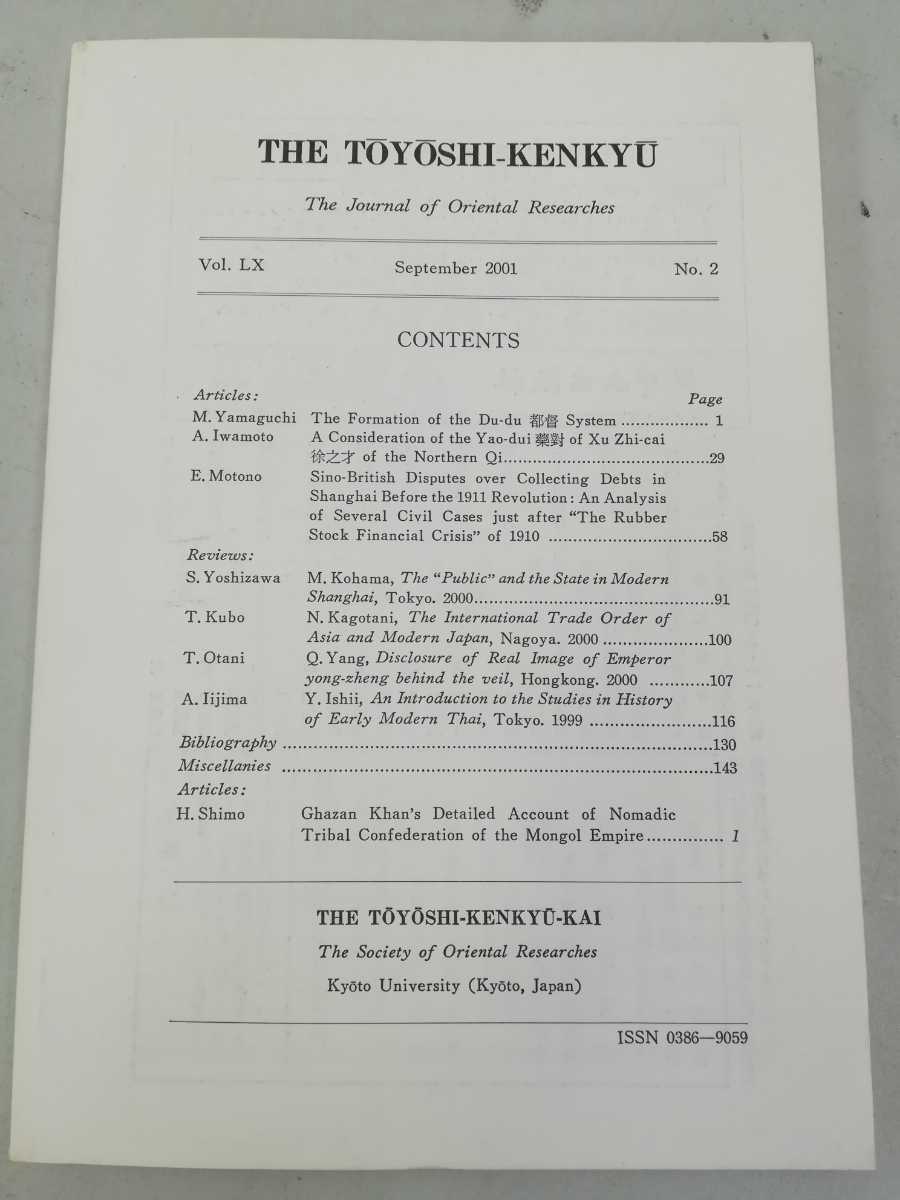 THE TŌYŌSHI-KENKYŪ
The Journal of Oriental Researches
Vol. LX September 2001 No. 2
CONTENTS
Articles: Page
M. Yamaguchi The Formation of the Du-du 都督 System .................. 1
A. Iwamoto A Consideration of the Yao-dui 藥對 of Xu Zhi-cai
徐之才 of the Northern Qi.........................................29
E. Motono Sino-British Disputes over Collecting Debts in
Shanghai Before the 1911 Revolution: An Analysis
of Several Civil Cases just after “The Rubber
Stock Financial Crisis” of 1910 .................................58
Reviews:
S. Yoshizawa M. Kohama, The “Public” and the State in Modern
Shanghai, Tokyo. 2000................................................91
T. Kubo N. Kagotani, The International Trade Order of
Asia and Modern Japan, Nagoya. 2000 .....................100
T. Otani Q. Yang, Disclosure of Real Image of Emperor
yong-zheng behind the veil, Hongkong. 2000 ............107
A. Iijima Y. Ishii, An Introduction to the Studies in History
of Early Modern Thai, Tokyo. 1999 ........................116
Bibliography ......................................................................................130
Miscellanies ......................................................................................143
Articles:
H. Shimo Ghazan Khan's Detailed Account of Nomadic
Tribal Confederation of the Mongol Empire............... 1
THE TŌYŌSHI-KENKYŪ-KAI
The Society of Oriental Researches
Kyōto University (Kyōto, Japan)
ISSN 0386—9059